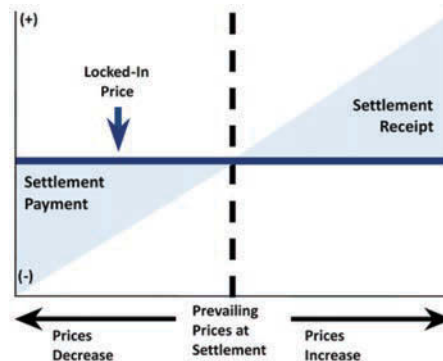 (+)
Locked-In
Price
Settlement
Receipt
Settlement
Payment
(-)
Prices
Decrease
Prevailing
Prices at
Settlement
Prices
Increase